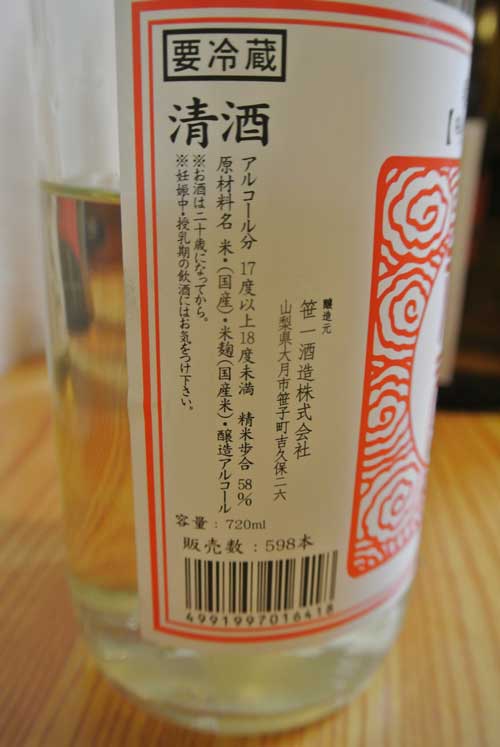 要冷蔵
清酒
醸造元
笹一酒造株式会社
山梨県大月市笹子町吉久保二六
アルコール分 17度以上18度未満 精米歩合 58%
原材料名 米・(国産)・米麹(国産米)・醸造アルコール
※お酒は二十歳になってから。
※妊娠中・授乳期の飲酒にはお気をつけ下さい。
容量：720ml
販売数：598本
4991997016418